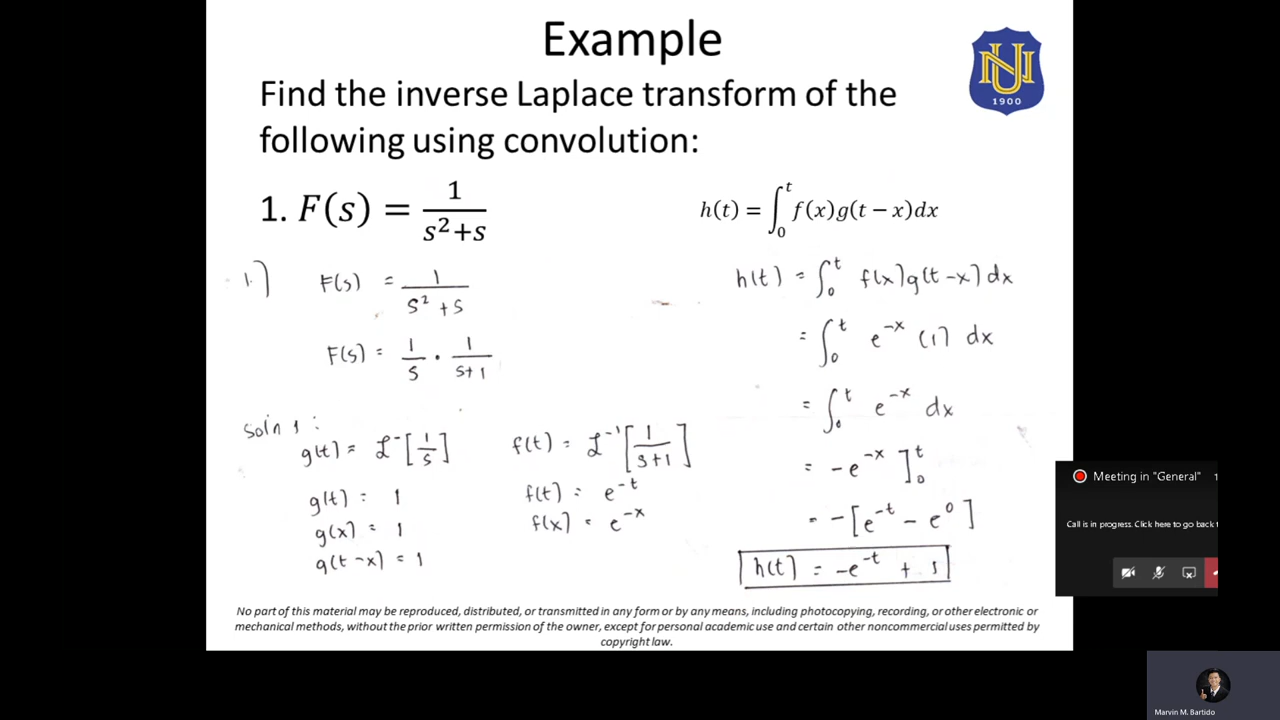 Example
NU
1900
Find the inverse Laplace transform of the
following using convolution:
1. F(s) = 1/(s²+s)
h(t) = ∫₀ᵗ f(x)g(t − x)dx
1.) F(s) = 1/(s² + s)
F(s) = 1/s · 1/(s+1)
Soln 1 :
g(t) = ℒ⁻[1/s]
g(t) = 1
g(x) = 1
g(t-x) = 1
f(t) = ℒ⁻¹[1/(s+1)]
f(t) = e^-t
f(x) = e^-x
h(t) = ∫₀ᵗ f(x)g(t-x)dx
= ∫₀ᵗ e^-x (1) dx
= ∫₀ᵗ e^-x dx
= -e^-x ]₀ᵗ
= -[e^-t - e^0]
h(t) = -e^-t + 1
No part of this material may be reproduced, distributed, or transmitted in any form or by any means, including photocopying, recording, or other electronic or
mechanical methods, without the prior written permission of the owner, except for personal academic use and certain other noncommercial uses permitted by
copyright law.
Meeting in "General"
Call is in progress. Click here to go back t
Marvin M. Bartido